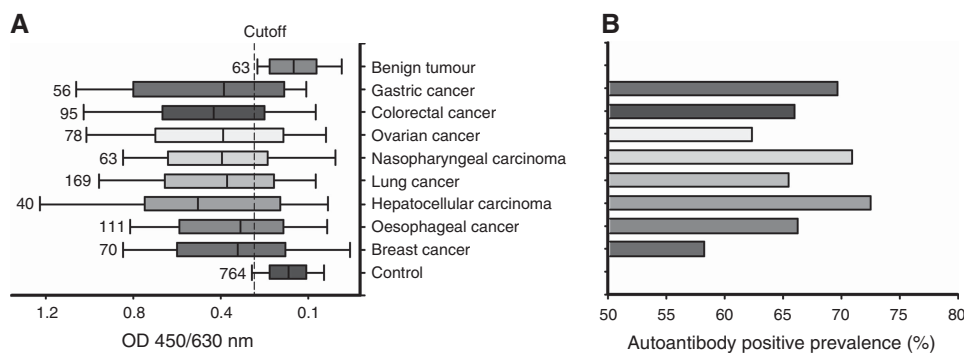 A
B
Cutoff
63 Benign tumour
56 Gastric cancer
95 Colorectal cancer
78 Ovarian cancer
63 Nasopharyngeal carcinoma
169 Lung cancer
40 Hepatocellular carcinoma
111 Oesophageal cancer
70 Breast cancer
764 Control
1.2 0.8 0.4 0.1
50 55 60 65 70 75 80
OD 450/630 nm
Autoantibody positive prevalence (%)